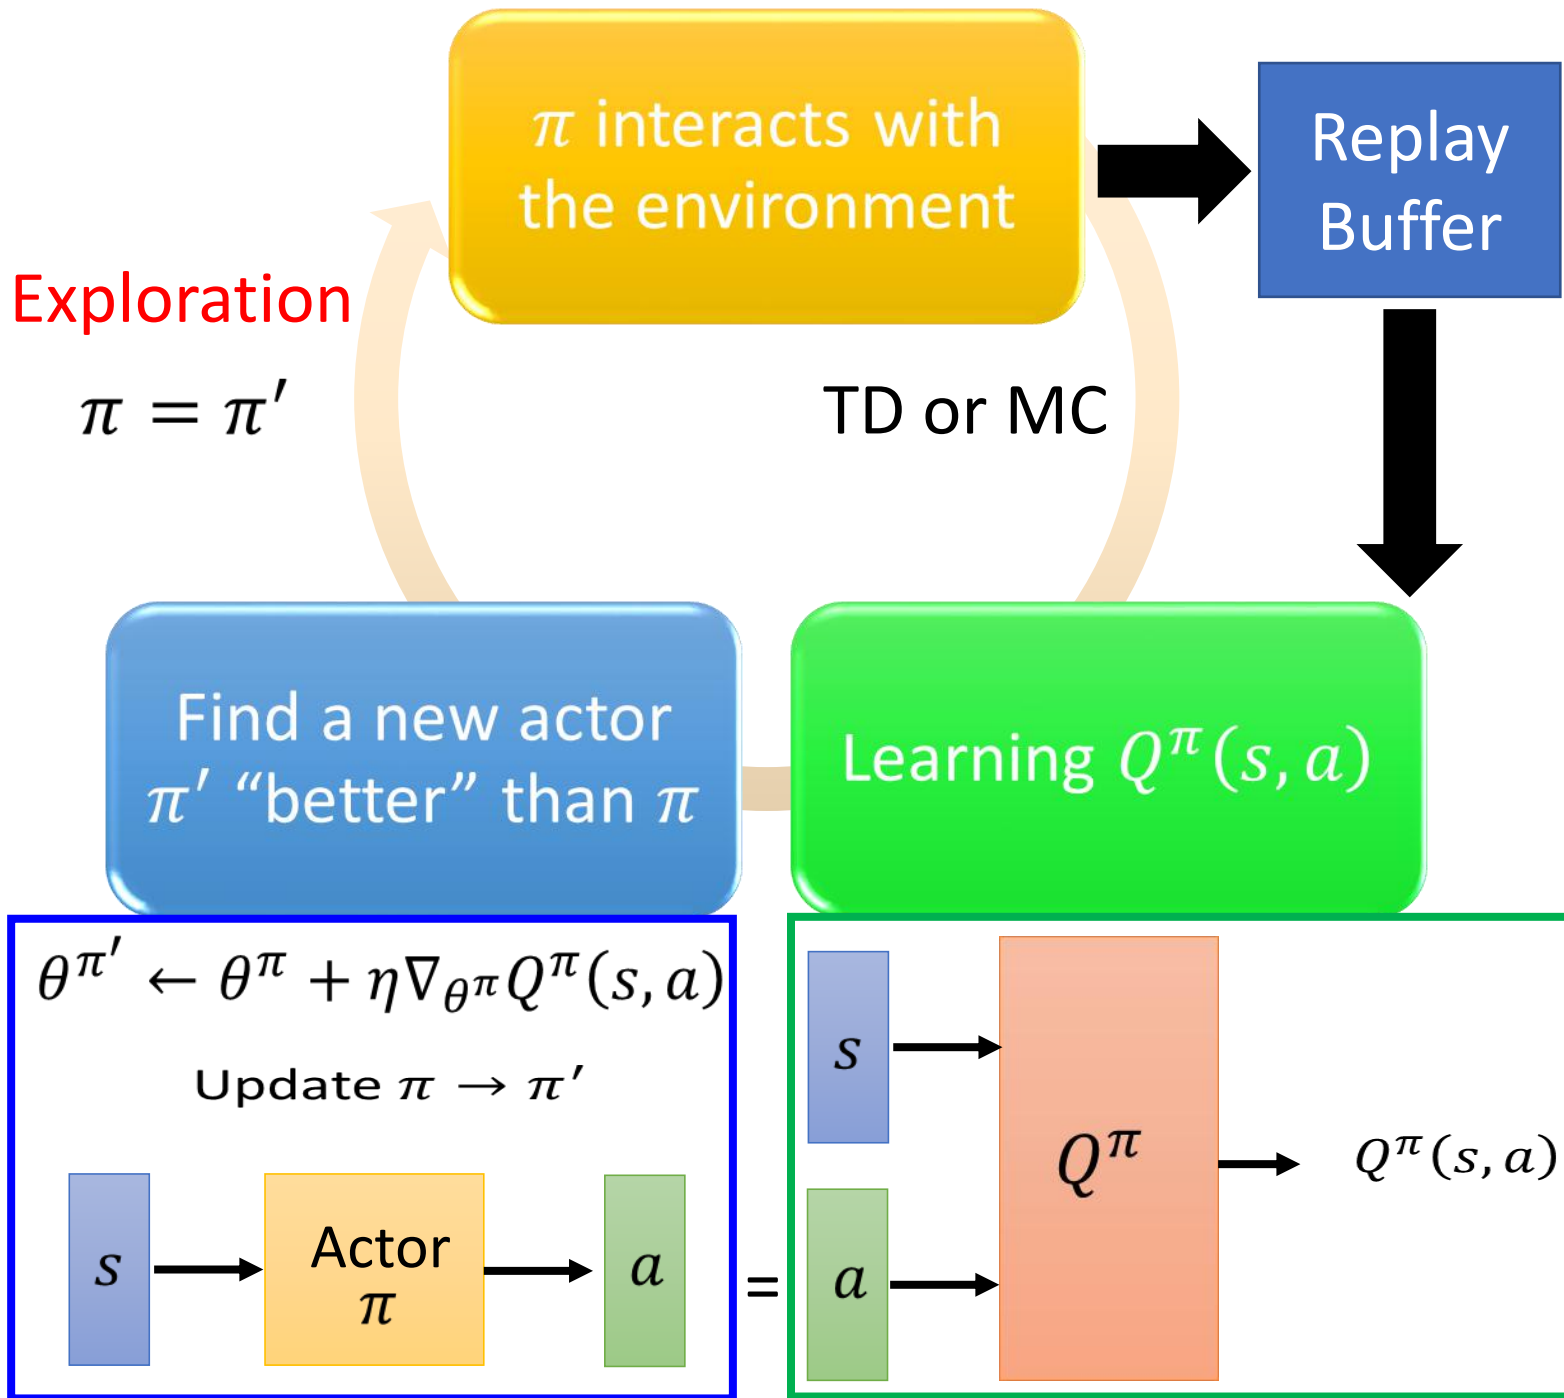 π interacts with
the environment
Replay
Buffer
Exploration
π = π′
TD or MC
Find a new actor
π′ “better” than π
Learning Q^π(s, a)
θ^π′ ← θ^π + η∇_θ^π Q^π(s, a)
Update π → π′
s
Actor
π
a
=
s
a
Q^π
Q^π(s, a)